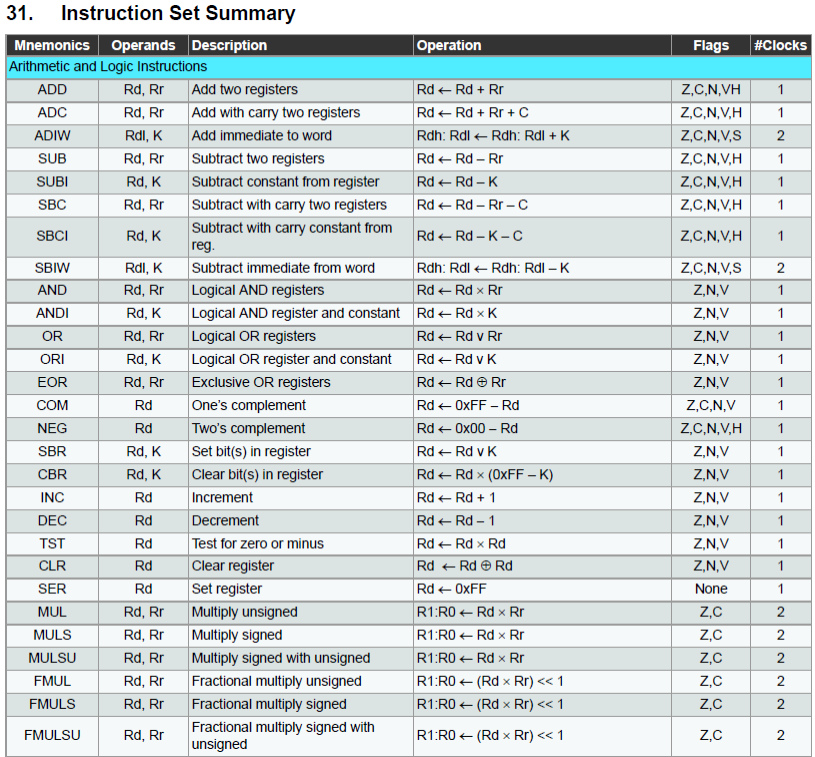 31. Instruction Set Summary
Mnemonics Operands Description Operation Flags #Clocks
Arithmetic and Logic Instructions
ADD Rd, Rr Add two registers Rd ← Rd + Rr Z,C,N,VH 1
ADC Rd, Rr Add with carry two registers Rd ← Rd + Rr + C Z,C,N,V,H 1
ADIW Rdl, K Add immediate to word Rdh: Rdl ← Rdh: Rdl + K Z,C,N,V,S 2
SUB Rd, Rr Subtract two registers Rd ← Rd – Rr Z,C,N,V,H 1
SUBI Rd, K Subtract constant from register Rd ← Rd – K Z,C,N,V,H 1
SBC Rd, Rr Subtract with carry two registers Rd ← Rd – Rr – C Z,C,N,V,H 1
SBCI Rd, K Subtract with carry constant from
reg. Rd ← Rd – K – C Z,C,N,V,H 1
SBIW Rdl, K Subtract immediate from word Rdh: Rdl ← Rdh: Rdl – K Z,C,N,V,S 2
AND Rd, Rr Logical AND registers Rd ← Rd × Rr Z,N,V 1
ANDI Rd, K Logical AND register and constant Rd ← Rd × K Z,N,V 1
OR Rd, Rr Logical OR registers Rd ← Rd v Rr Z,N,V 1
ORI Rd, K Logical OR register and constant Rd ← Rd v K Z,N,V 1
EOR Rd, Rr Exclusive OR registers Rd ← Rd ⊕ Rr Z,N,V 1
COM Rd One’s complement Rd ← 0xFF – Rd Z,C,N,V 1
NEG Rd Two’s complement Rd ← 0x00 – Rd Z,C,N,V,H 1
SBR Rd, K Set bit(s) in register Rd ← Rd v K Z,N,V 1
CBR Rd, K Clear bit(s) in register Rd ← Rd × (0xFF – K) Z,N,V 1
INC Rd Increment Rd ← Rd + 1 Z,N,V 1
DEC Rd Decrement Rd ← Rd – 1 Z,N,V 1
TST Rd Test for zero or minus Rd ← Rd × Rd Z,N,V 1
CLR Rd Clear register Rd ← Rd ⊕ Rd Z,N,V 1
SER Rd Set register Rd ← 0xFF None 1
MUL Rd, Rr Multiply unsigned R1:R0 ← Rd × Rr Z,C 2
MULS Rd, Rr Multiply signed R1:R0 ← Rd × Rr Z,C 2
MULSU Rd, Rr Multiply signed with unsigned R1:R0 ← Rd × Rr Z,C 2
FMUL Rd, Rr Fractional multiply unsigned R1:R0 ← (Rd × Rr) << 1 Z,C 2
FMULS Rd, Rr Fractional multiply signed R1:R0 ← (Rd × Rr) << 1 Z,C 2
FMULSU Rd, Rr Fractional multiply signed with
unsigned R1:R0 ← (Rd × Rr) << 1 Z,C 2